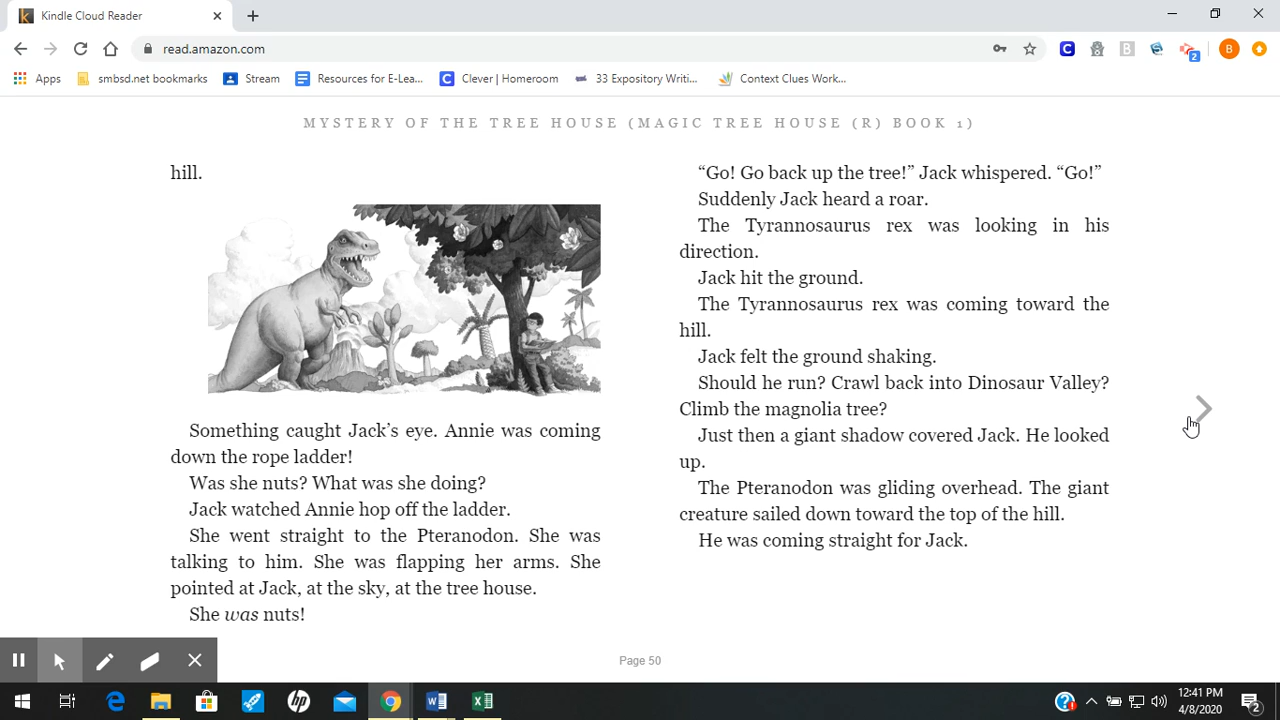 Kindle Cloud Reader
read.amazon.com
Apps
smbsd.net bookmarks
Stream
Resources for E-Lea...
Clever | Homeroom
33 Expository Writi...
Context Clues Work...
MYSTERY OF THE TREE HOUSE (MAGIC TREE HOUSE (R) BOOK 1)
hill.
Something caught Jack's eye. Annie was coming
down the rope ladder!
Was she nuts? What was she doing?
Jack watched Annie hop off the ladder.
She went straight to the Pteranodon. She was
talking to him. She was flapping her arms. She
pointed at Jack, at the sky, at the tree house.
She was nuts!
“Go! Go back up the tree!” Jack whispered. “Go!”
Suddenly Jack heard a roar.
The Tyrannosaurus rex was looking in his
direction.
Jack hit the ground.
The Tyrannosaurus rex was coming toward the
hill.
Jack felt the ground shaking.
Should he run? Crawl back into Dinosaur Valley?
Climb the magnolia tree?
Just then a giant shadow covered Jack. He looked
up.
The Pteranodon was gliding overhead. The giant
creature sailed down toward the top of the hill.
He was coming straight for Jack.
Page 50
12:41 PM
4/8/2020